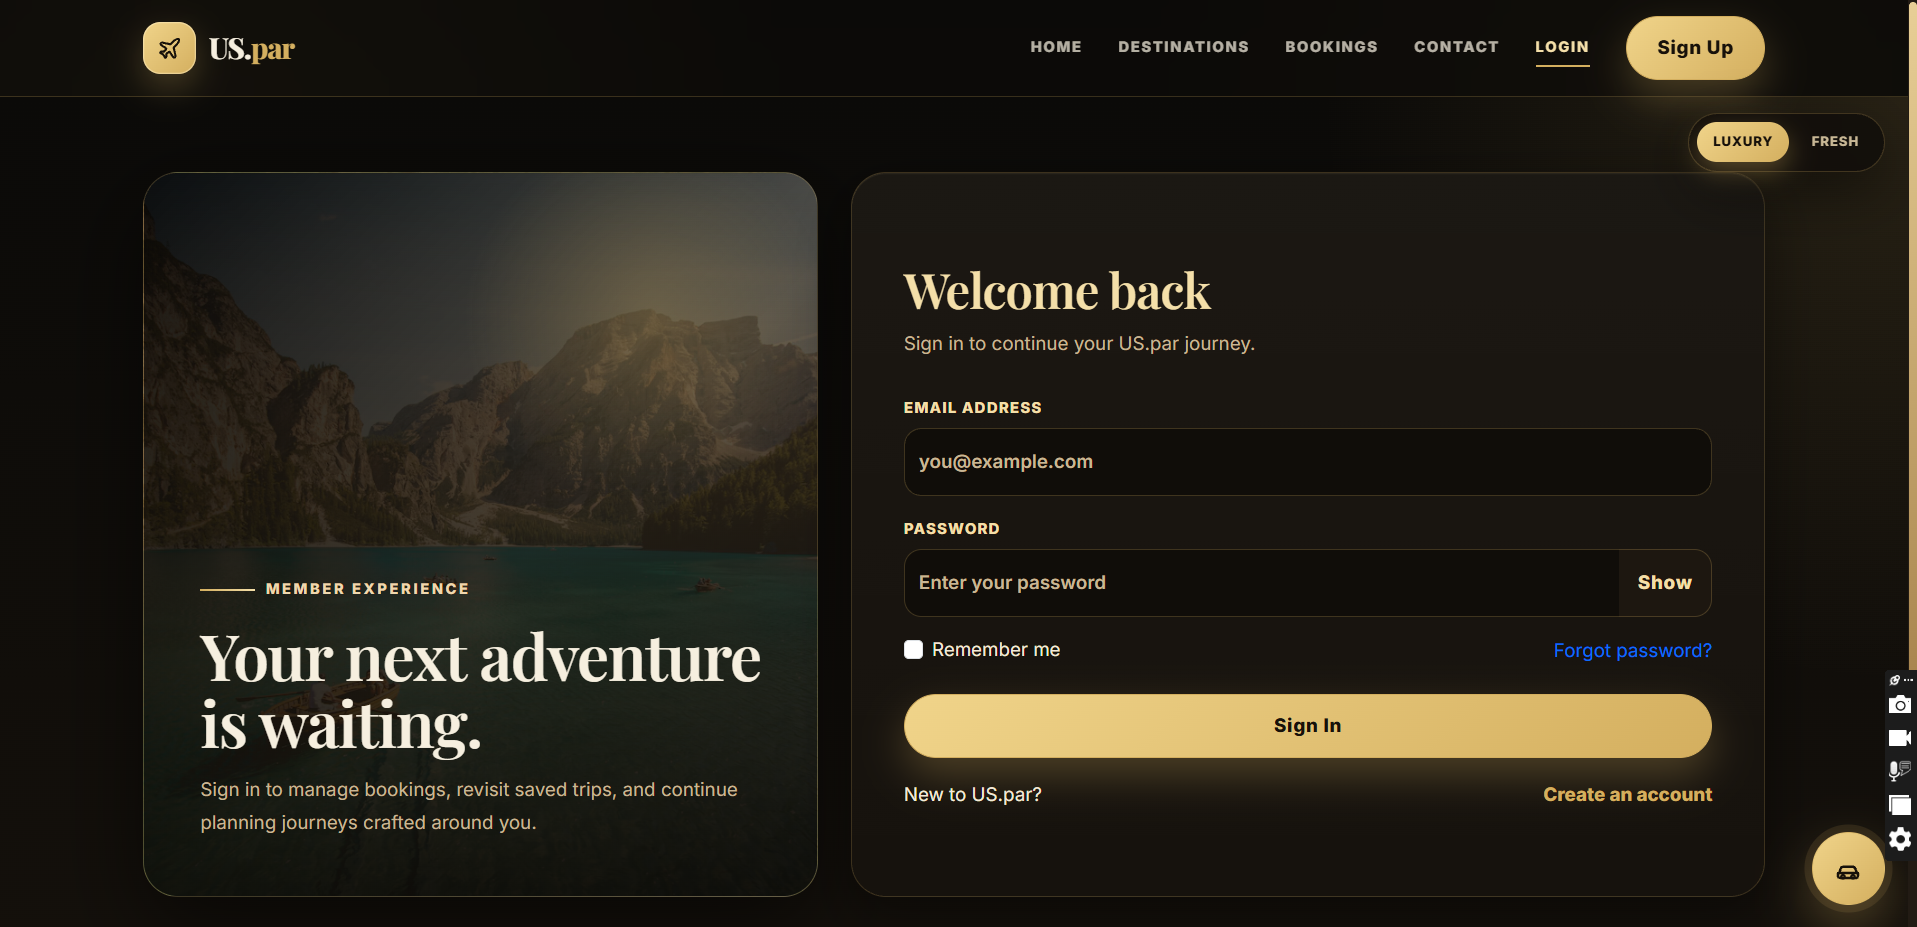 US.par
HOME
DESTINATIONS
BOOKINGS
CONTACT
LOGIN
Sign Up
LUXURY
FRESH
MEMBER EXPERIENCE
Your next adventure
is waiting.
Sign in to manage bookings, revisit saved trips, and continue
planning journeys crafted around you.
Welcome back
Sign in to continue your US.par journey.
EMAIL ADDRESS
you@example.com
PASSWORD
Enter your password
Show
Remember me
Forgot password?
Sign In
New to US.par?
Create an account